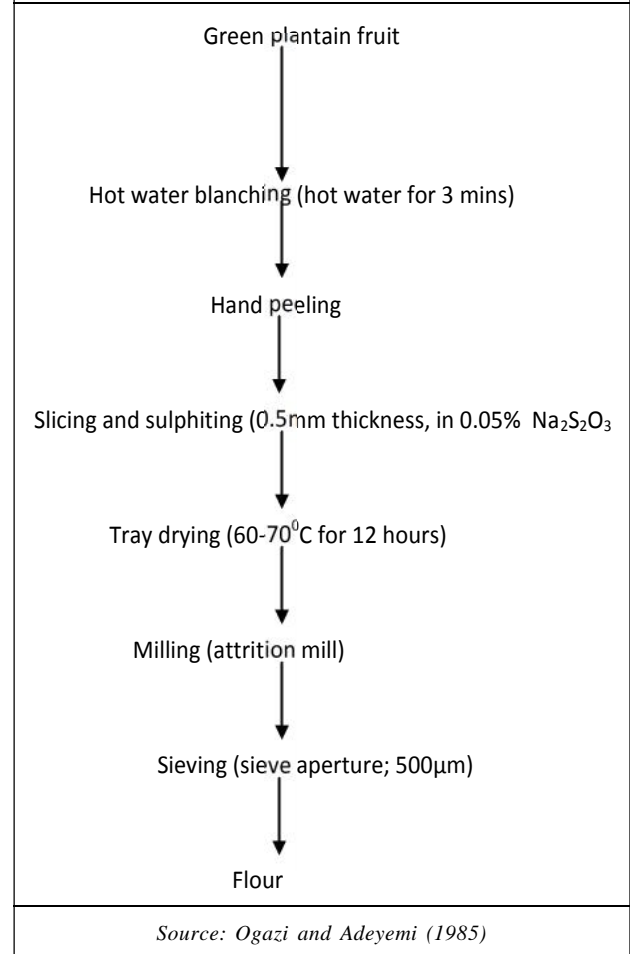 Green plantain fruit
Hot water blanching (hot water for 3 mins)
Hand peeling
Slicing and sulphiting (0.5mm thickness, in 0.05% Na₂S₂O₃
Tray drying (60-70⁰C for 12 hours)
Milling (attrition mill)
Sieving (sieve aperture; 500µm)
Flour
Source: Ogazi and Adeyemi (1985)